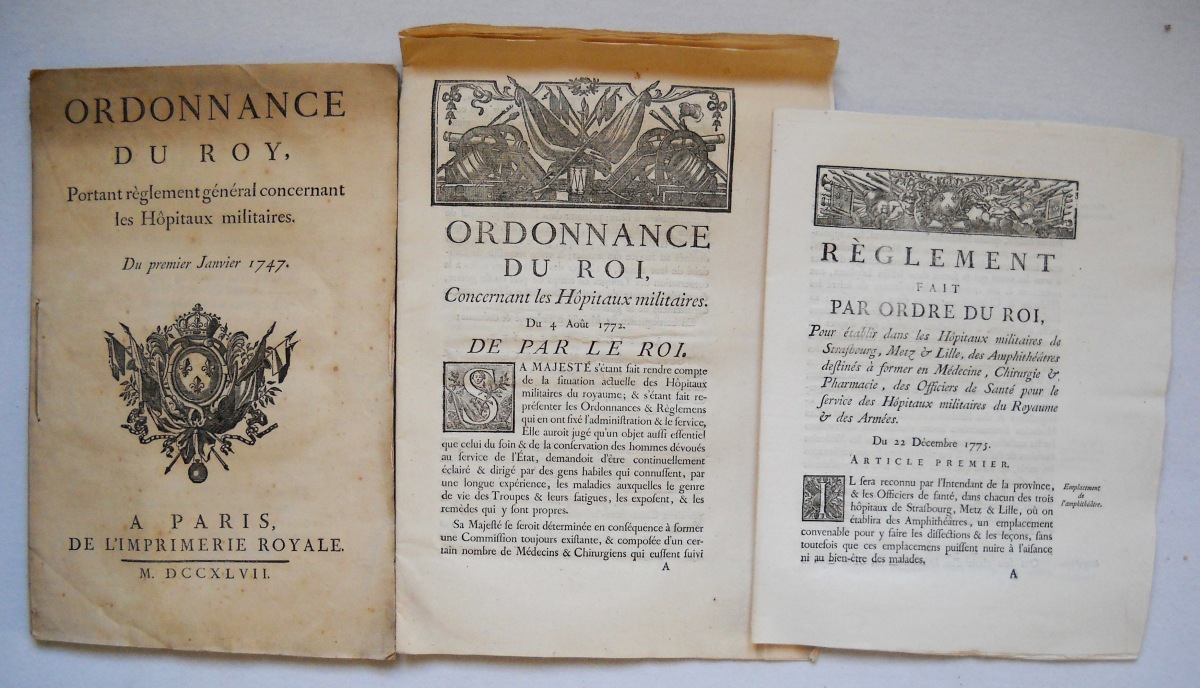 ORDONNANCE
DU ROY,
Portant règlement général concernant
les Hôpitaux militaires.
Du premier Janvier 1747.
A PARIS,
DE L'IMPRIMERIE ROYALE.
M. DCCXLVII.
ORDONNANCE
DU ROI,
Concernant les Hôpitaux militaires.
Du 4 Août 1772.
DE PAR LE ROI.
SA MAJESTÉ s'étant fait rendre compte
de la situation actuelle des Hôpitaux
militaires du royaume; & s'étant fait re-
présenter les Ordonnances & Règlemens
qui en ont fixé l'administration & le service,
Elle auroit jugé qu'un objet aussi essentiel
que celui du soin & de la conservation des hommes dévoués
au service de l'État, demandoit d'être continuellement
éclairé & dirigé par des gens habiles qui connussent, par
une longue expérience, les maladies auxquelles le genre
de vie des Troupes & leurs fatigues, les exposent, & les
remèdes qui y sont propres.
Sa Majesté se seroit déterminée en conséquence à former
une Commission toujours existante, & composée d'un cer-
tain nombre de Médecins & Chirurgiens qui eussent suivi
A
RÈGLEMENT
FAIT
PAR ORDRE DU ROI,
Pour établir dans les Hôpitaux militaires de
Strasbourg, Metz & Lille, des Amphithéâtres
destinés à former en Médecine, Chirurgie &
Pharmacie, des Officiers de Santé pour le
service des Hôpitaux militaires du Royaume
& des Armées.
Du 22 Décembre 1775.
ARTICLE PREMIER.
IL sera reconnu par l'Intendant de la province,
& les Officiers de santé, dans chacun des trois
hôpitaux de Strasbourg, Metz & Lille, où on
établira des Amphithéâtres, un emplacement
convenable pour y faire les dissections & les leçons, sans
toutefois que ces emplacemens puissent nuire à l'aisance
ni au bien-être des malades,
Emplacement
de
l'amphithéâtre.
A